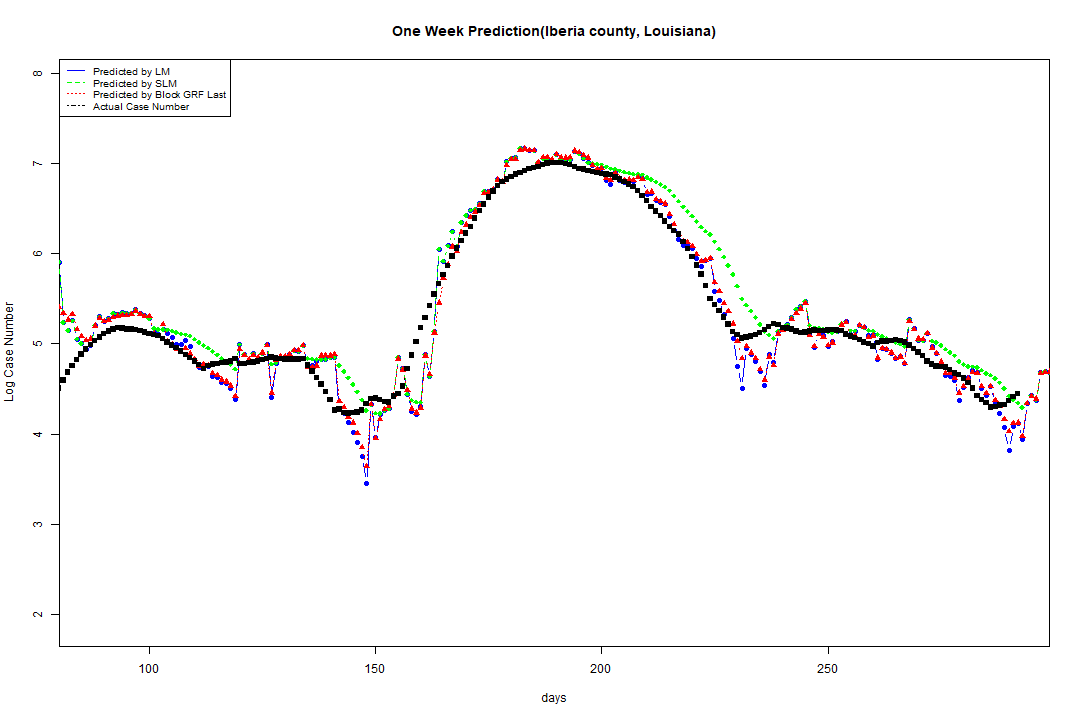 One Week Prediction(Iberia county, Louisiana)
Predicted by LM
Predicted by SLM
Predicted by Block GRF Last
Actual Case Number
8
7
6
5
4
3
2
Log Case Number
100 150 200 250
days